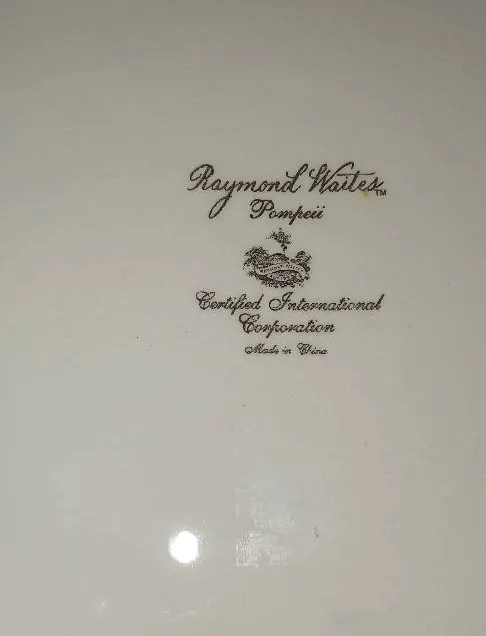 Raymond Waites™
Pompeii
Certified International
Corporation
Made in China